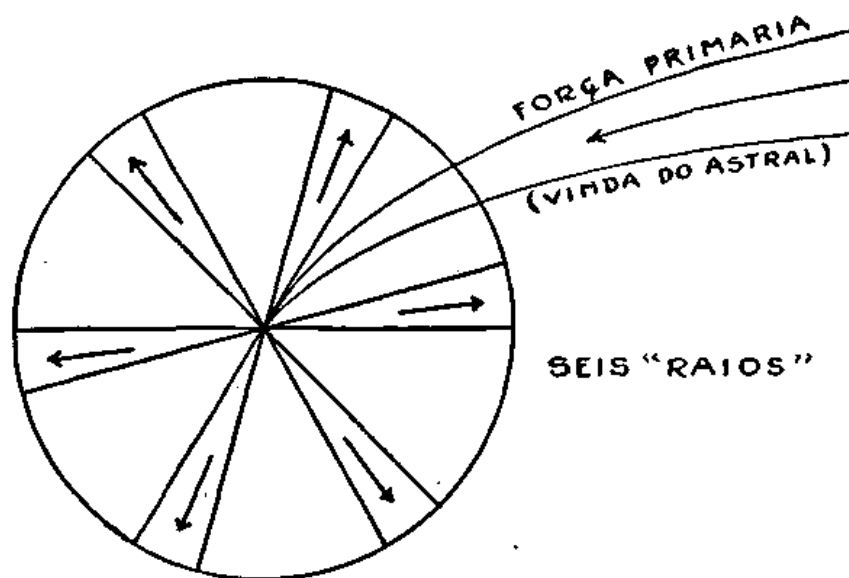 FORÇA PRIMARIA
(VINDA DO ASTRAL)
SEIS “RAIOS”